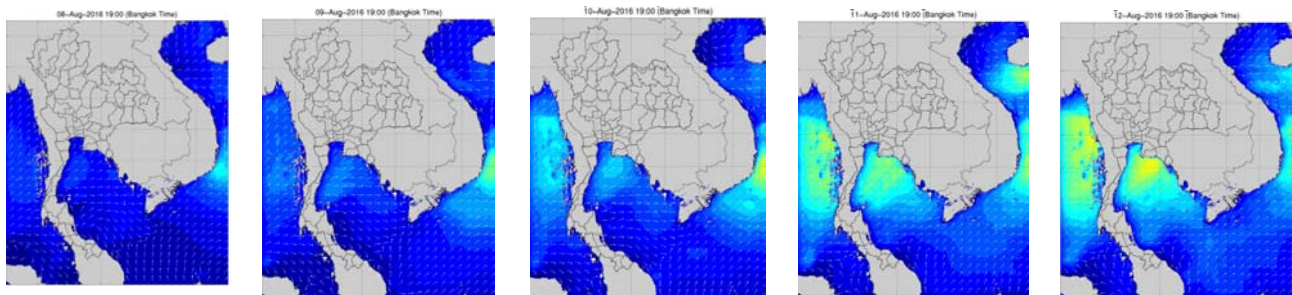 08-Aug-2016 19:00 (Bangkok Time)
09-Aug-2016 19:00 (Bangkok Time)
10-Aug-2016 19:00 (Bangkok Time)
11-Aug-2016 19:00 (Bangkok Time)
12-Aug-2016 19:00 (Bangkok Time)